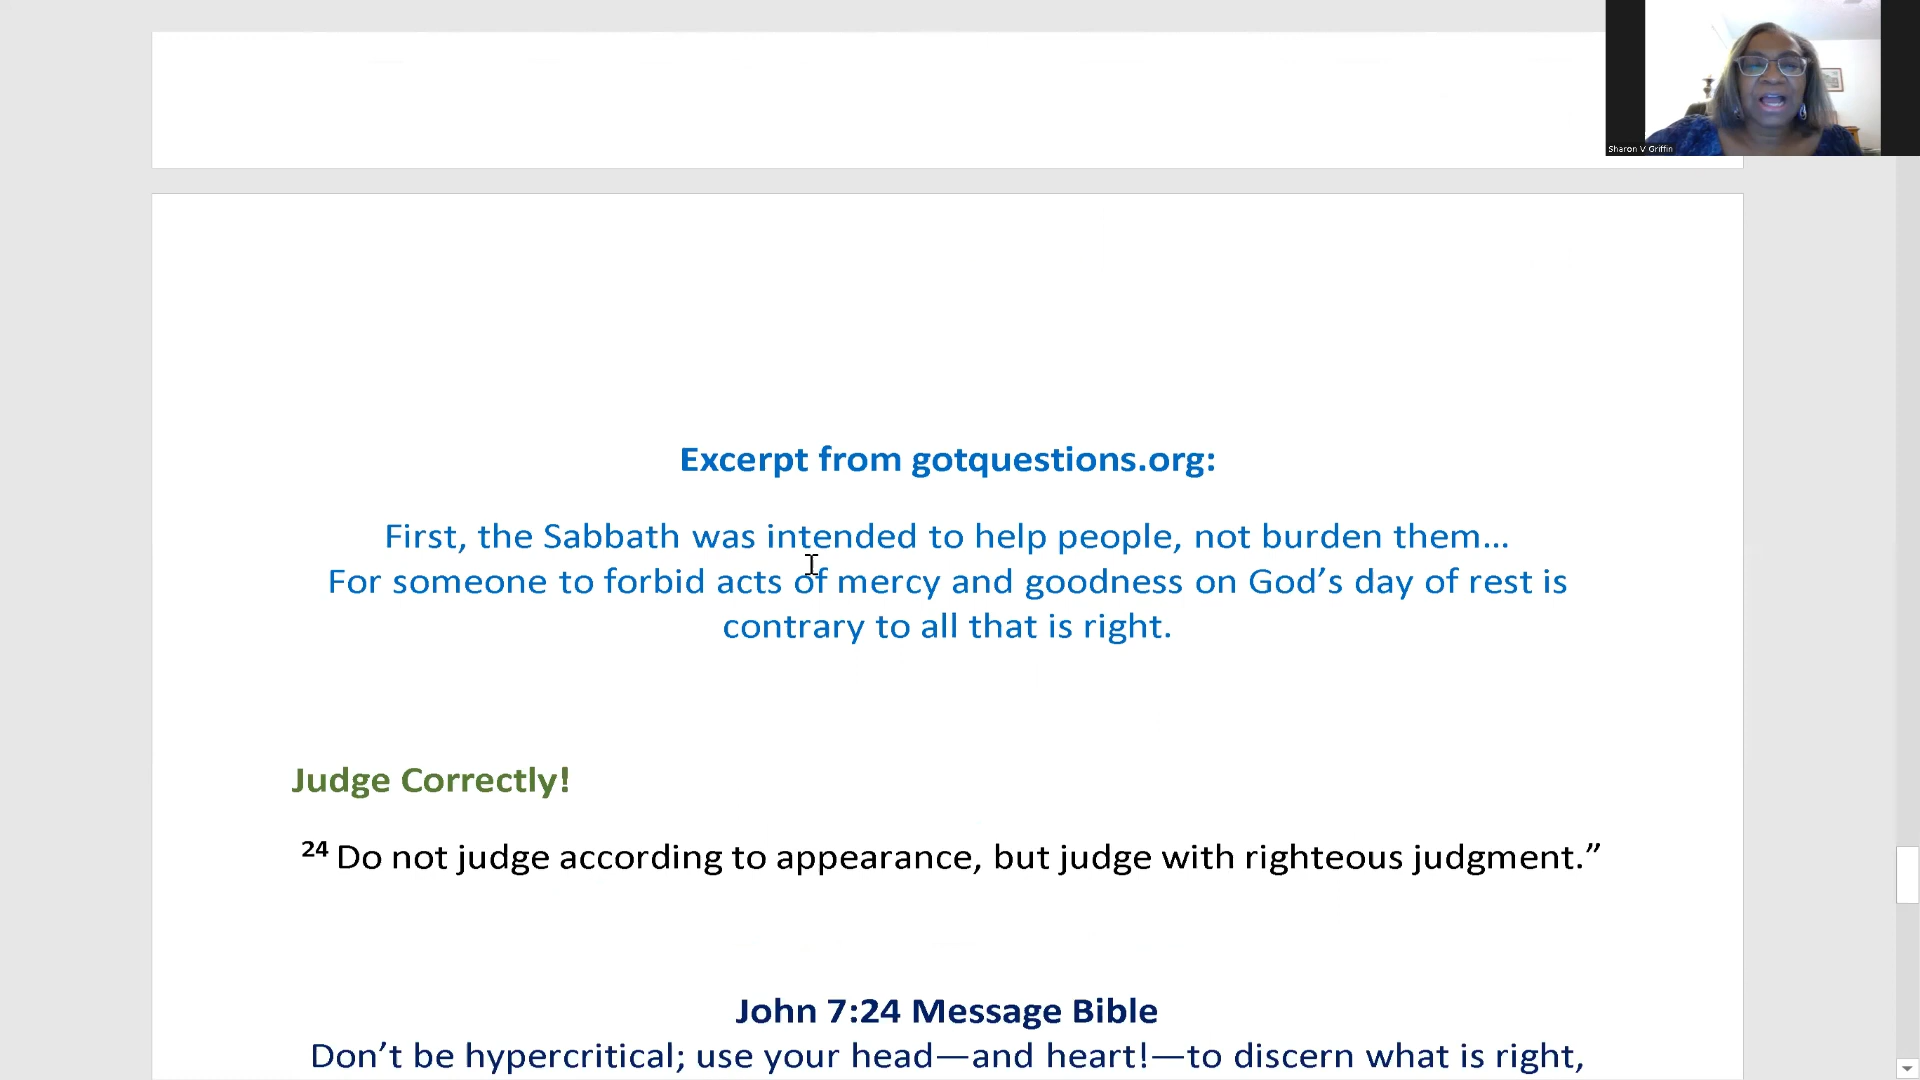 Sharon V Griffin
Excerpt from gotquestions.org:
First, the Sabbath was intended to help people, not burden them…
For someone to forbid acts of mercy and goodness on God’s day of rest is
contrary to all that is right.
Judge Correctly!
24 Do not judge according to appearance, but judge with righteous judgment.”
John 7:24 Message Bible
Don’t be hypercritical; use your head—and heart!—to discern what is right,